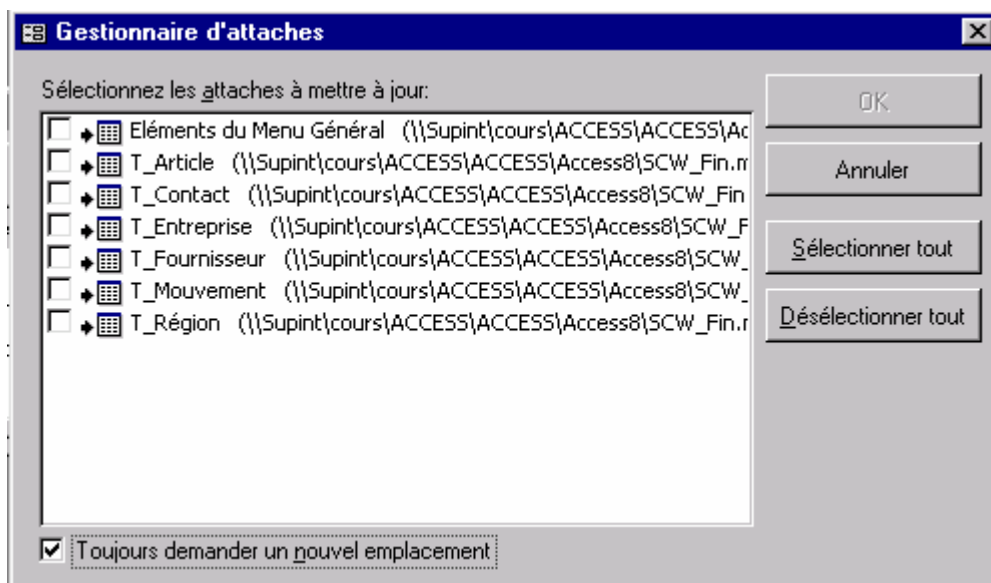 Gestionnaire d'attaches
Sélectionnez les attaches à mettre à jour:
Eléments du Menu Général (\\Supint\cours\ACCESS\ACCESS\Ac
T_Article (\\Supint\cours\ACCESS\ACCESS\Access8\SCW_Fin.m
T_Contact (\\Supint\cours\ACCESS\ACCESS\Access8\SCW_Fin
T_Entreprise (\\Supint\cours\ACCESS\ACCESS\Access8\SCW_F
T_Fournisseur (\\Supint\cours\ACCESS\ACCESS\Access8\SCW_
T_Mouvement (\\Supint\cours\ACCESS\ACCESS\Access8\SCW_
T_Région (\\Supint\cours\ACCESS\ACCESS\Access8\SCW_Fin.r
Toujours demander un nouvel emplacement
OK
Annuler
Sélectionner tout
Désélectionner tout